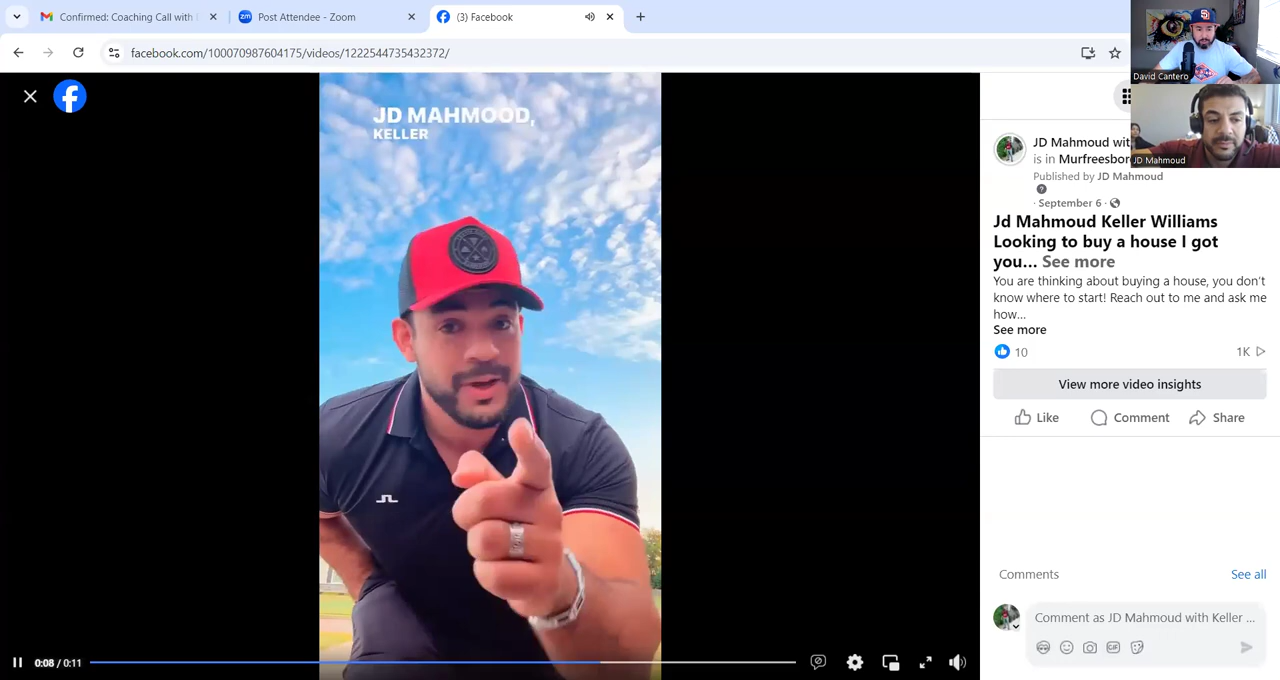 Confirmed: Coaching Call with
Post Attendee - Zoom
(3) Facebook
facebook.com/100070987604175/videos/1222544735432372/
David Cantero
JD Mahmoud
JD MAHMOOD,
KELLER
JD Mahmoud wit
is in Murfreesbor
Published by JD Mahmoud
· September 6 ·
Jd Mahmoud Keller Williams
Looking to buy a house I got
you... See more
You are thinking about buying a house, you don't
know where to start! Reach out to me and ask me
how...
See more
10
1K
View more video insights
Like
Comment
Share
Comments
See all
Comment as JD Mahmoud with Keller ...
GIF
0:08 / 0:11